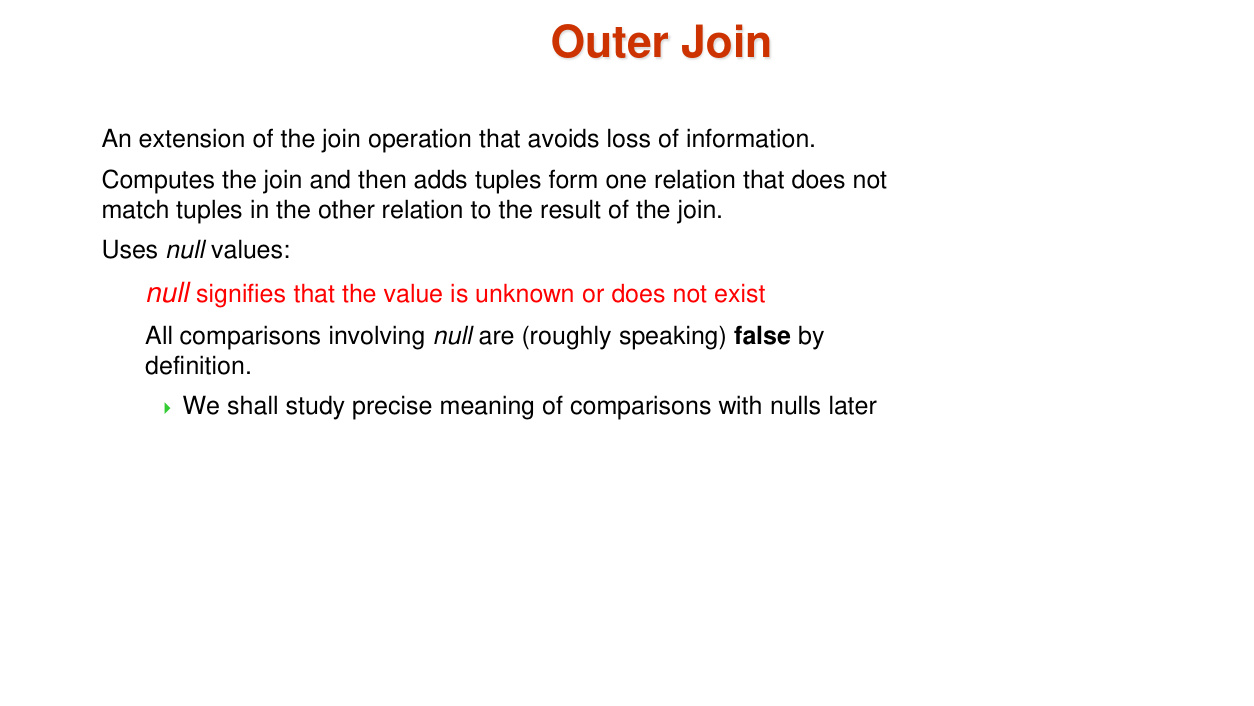 Outer Join
An extension of the join operation that avoids loss of information.
Computes the join and then adds tuples form one relation that does not
match tuples in the other relation to the result of the join.
Uses null values:
null signifies that the value is unknown or does not exist
All comparisons involving null are (roughly speaking) false by
definition.
We shall study precise meaning of comparisons with nulls later